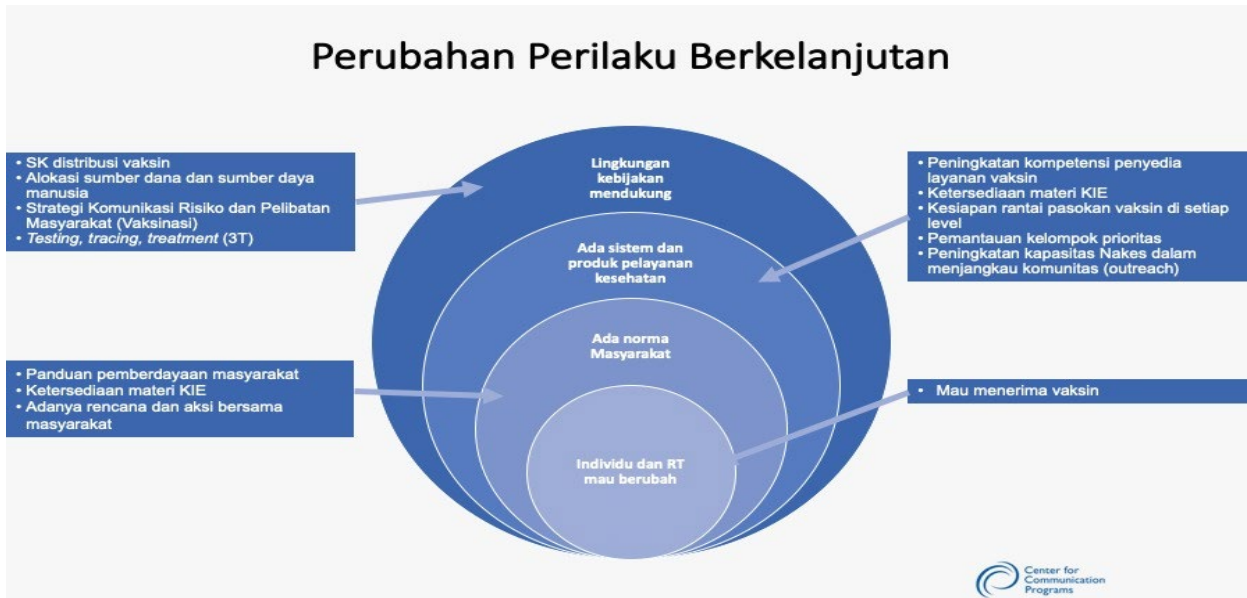 Perubahan Perilaku Berkelanjutan
• SK distribusi vaksin
• Alokasi sumber dana dan sumber daya
manusia
• Strategi Komunikasi Risiko dan Pelibatan
Masyarakat (Vaksinasi)
• Testing, tracing, treatment (3T)
Lingkungan
kebijakan
mendukung
• Peningkatan kompetensi penyedia
layanan vaksin
• Ketersediaan materi KIE
• Kesiapan rantai pasokan vaksin di setiap
level
• Pemantauan kelompok prioritas
• Peningkatan kapasitas Nakes dalam
menjangkau komunitas (outreach)
Ada sistem dan
produk pelayanan
kesehatan
Ada norma
Masyarakat
• Panduan pemberdayaan masyarakat
• Ketersediaan materi KIE
• Adanya rencana dan aksi bersama
masyarakat
• Mau menerima vaksin
Individu dan RT
mau berubah
Center for
Communication
Programs